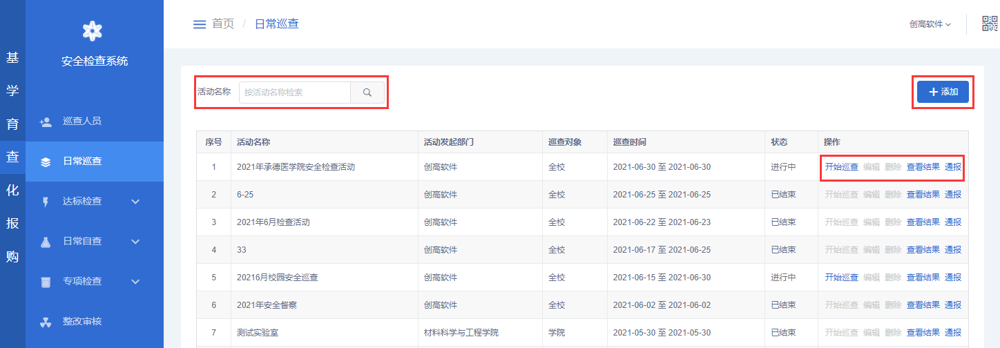 基
学
育
查
化
报
购
安全检查系统
巡查人员
日常巡查
达标检查
日常自查
专项检查
整改审核
首页 / 日常巡查
创高软件
活动名称 按活动名称检索
添加
序号 活动名称 活动发起部门 巡查对象 巡查时间 状态 操作
1 2021年承德医学院安全检查活动 创高软件 全校 2021-06-30 至 2021-06-30 进行中 开始巡查 编辑 删除 查看结果 通报
2 6-25 创高软件 全校 2021-06-25 至 2021-06-25 已结束 开始巡查 编辑 删除 查看结果 通报
3 2021年6月检查活动 创高软件 全校 2021-06-22 至 2021-06-23 已结束 开始巡查 编辑 删除 查看结果 通报
4 33 创高软件 全校 2021-06-17 至 2021-06-25 已结束 开始巡查 编辑 删除 查看结果 通报
5 20216月校园安全巡查 创高软件 全校 2021-06-15 至 2021-06-30 进行中 开始巡查 编辑 删除 查看结果 通报
6 2021年安全督察 创高软件 全校 2021-06-02 至 2021-06-02 已结束 开始巡查 编辑 删除 查看结果 通报
7 测试实验室 材料科学与工程学院 学院 2021-05-30 至 2021-05-30 已结束 开始巡查 编辑 删除 查看结果 通报